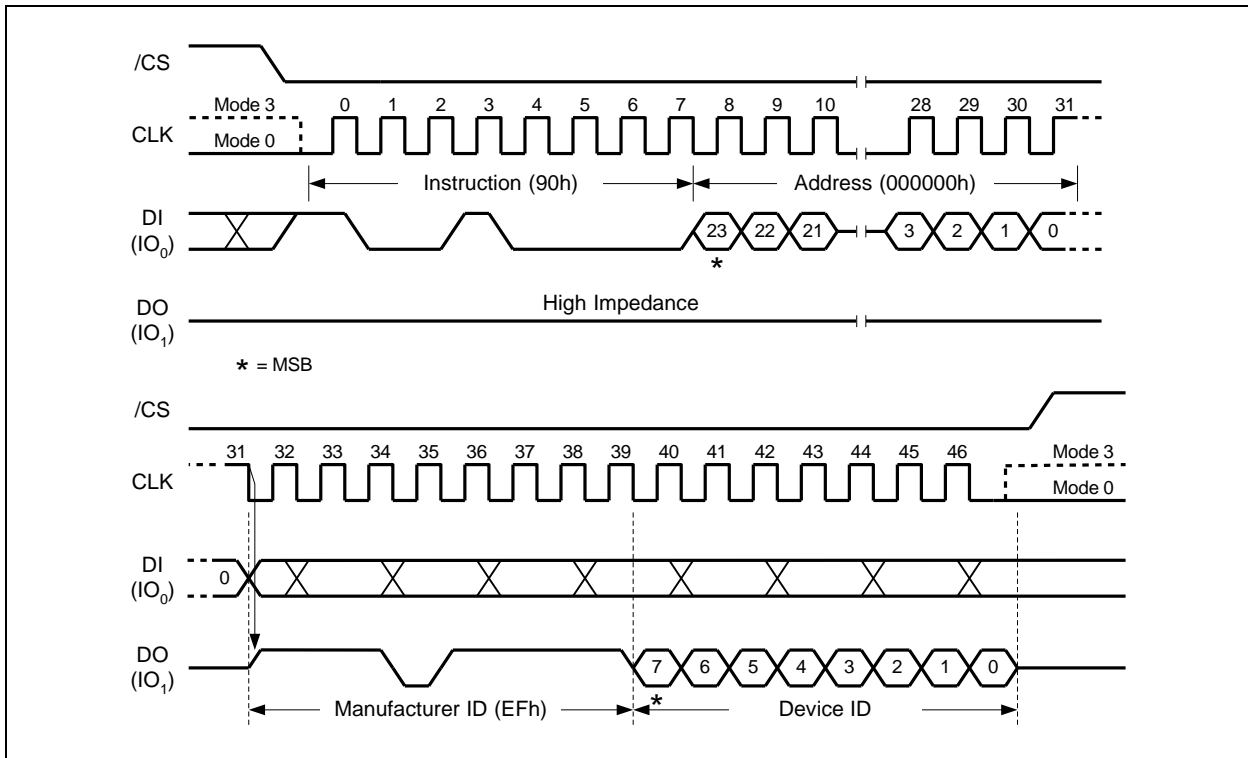 /CS
Mode 3 0 1 2 3 4 5 6 7 8 9 10 28 29 30 31
CLK
Mode 0
Instruction (90h) Address (000000h)
DI
(IO0) 23 22 21 3 2 1 0
*
DO High Impedance
(IO1)
* = MSB
/CS
31 32 33 34 35 36 37 38 39 40 41 42 43 44 45 46 Mode 3
CLK
Mode 0
DI
(IO0) 0
DO
(IO1) 7 6 5 4 3 2 1 0
*
Manufacturer ID (EFh) Device ID